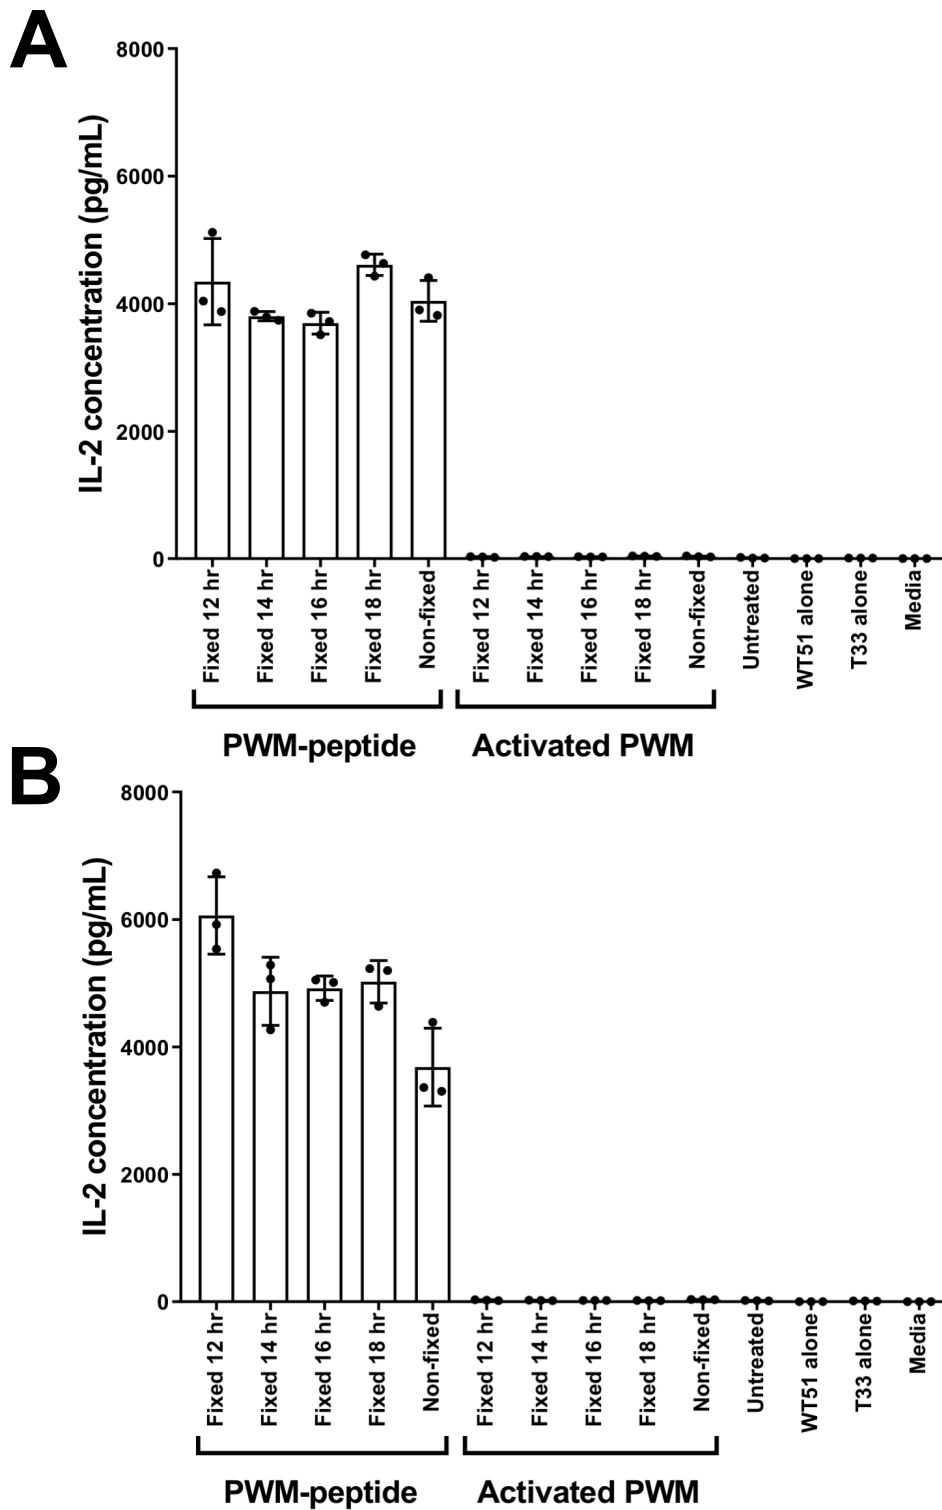 A
IL-2 concentration (pg/mL)
8000
6000
4000
2000
0
Fixed 12 hr
Fixed 14 hr
Fixed 16 hr
Fixed 18 hr
Non-fixed
Fixed 12 hr
Fixed 14 hr
Fixed 16 hr
Fixed 18 hr
Non-fixed
Untreated
WT51 alone
T33 alone
Media
PWM-peptide
Activated PWM
B
IL-2 concentration (pg/mL)
8000
6000
4000
2000
0
Fixed 12 hr
Fixed 14 hr
Fixed 16 hr
Fixed 18 hr
Non-fixed
Fixed 12 hr
Fixed 14 hr
Fixed 16 hr
Fixed 18 hr
Non-fixed
Untreated
WT51 alone
T33 alone
Media
PWM-peptide
Activated PWM